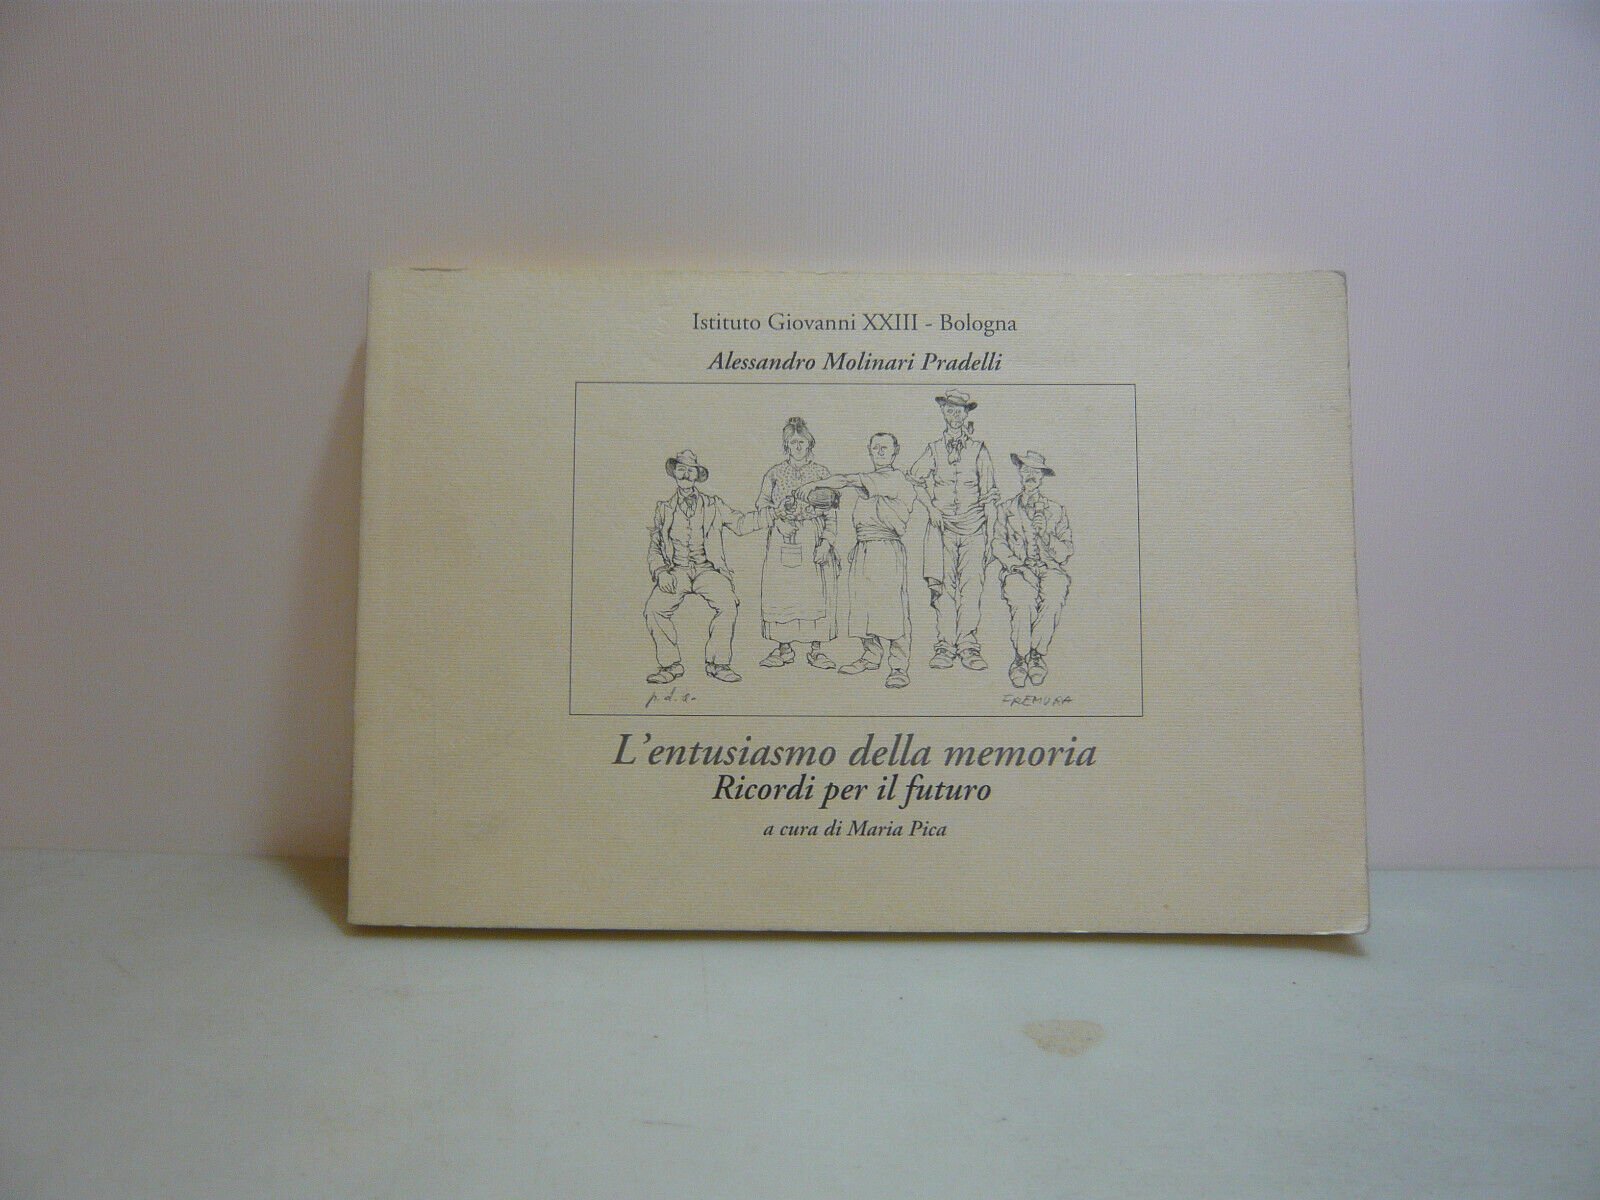 Istituto Giovanni XXIII - Bologna
Alessandro Molinari Pradelli
p.d.a. FREMURA
L'entusiasmo della memoria
Ricordi per il futuro
a cura di Maria Pica